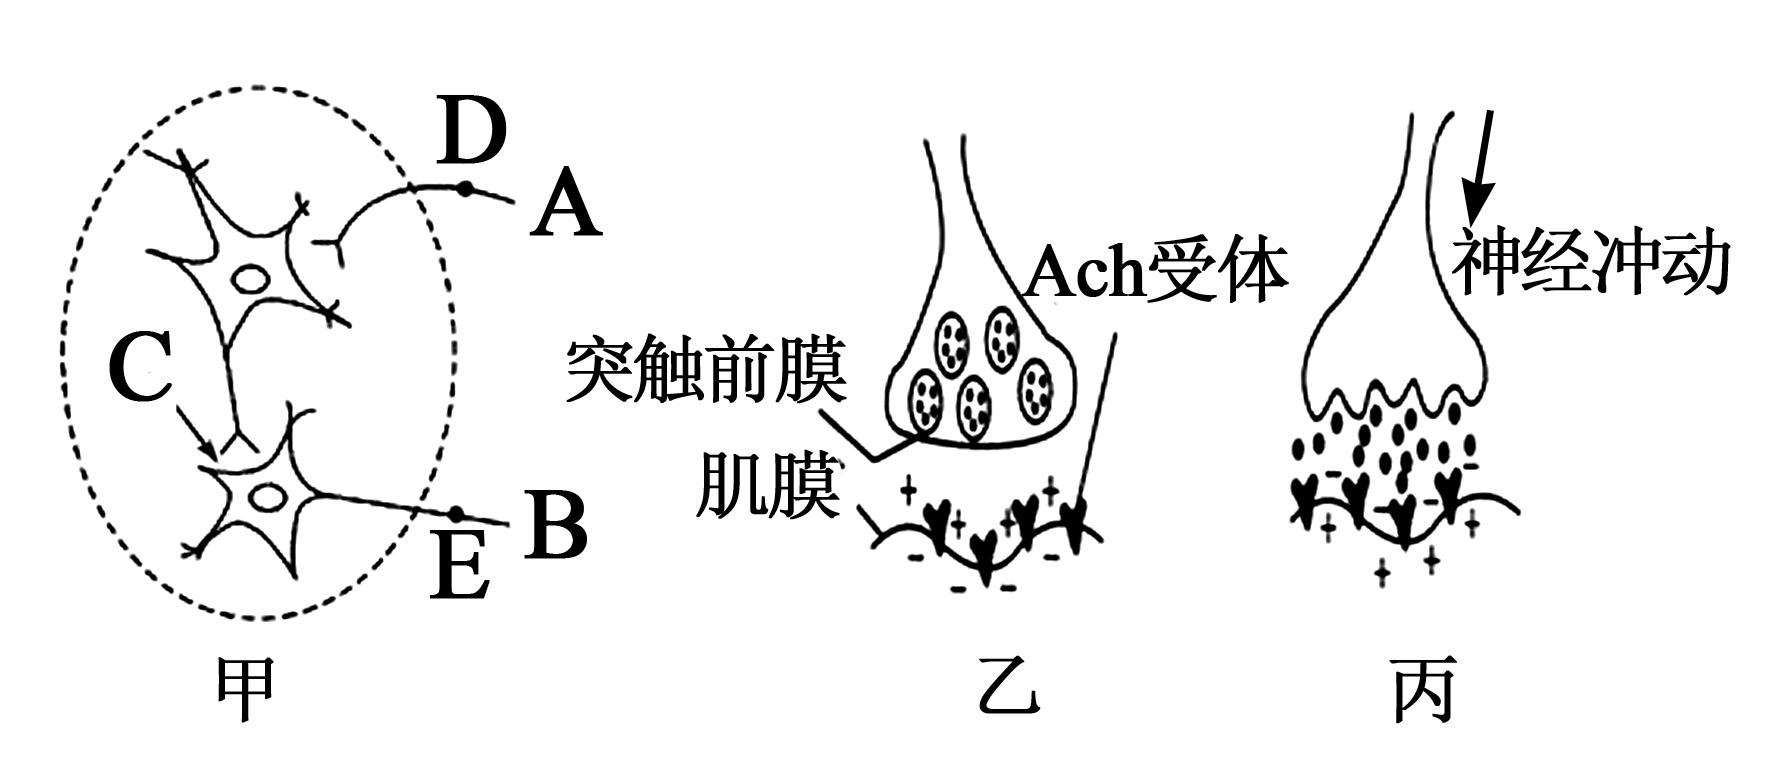 D
A
C
E
B
甲
Ach受体
突触前膜
肌膜
+ + + +
- - - -
乙
神经冲动
- - - -
+ + + +
丙